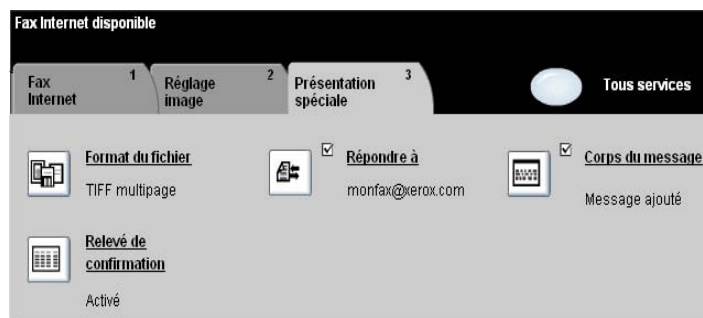 Fax Internet disponible
Fax Internet
1
Réglage image
2
Présentation spéciale
3
Tous services
Format du fichier
TIFF multipage
Répondre à
monfax@xerox.com
Corps du message
Message ajouté
Relevé de
confirmation
Activé